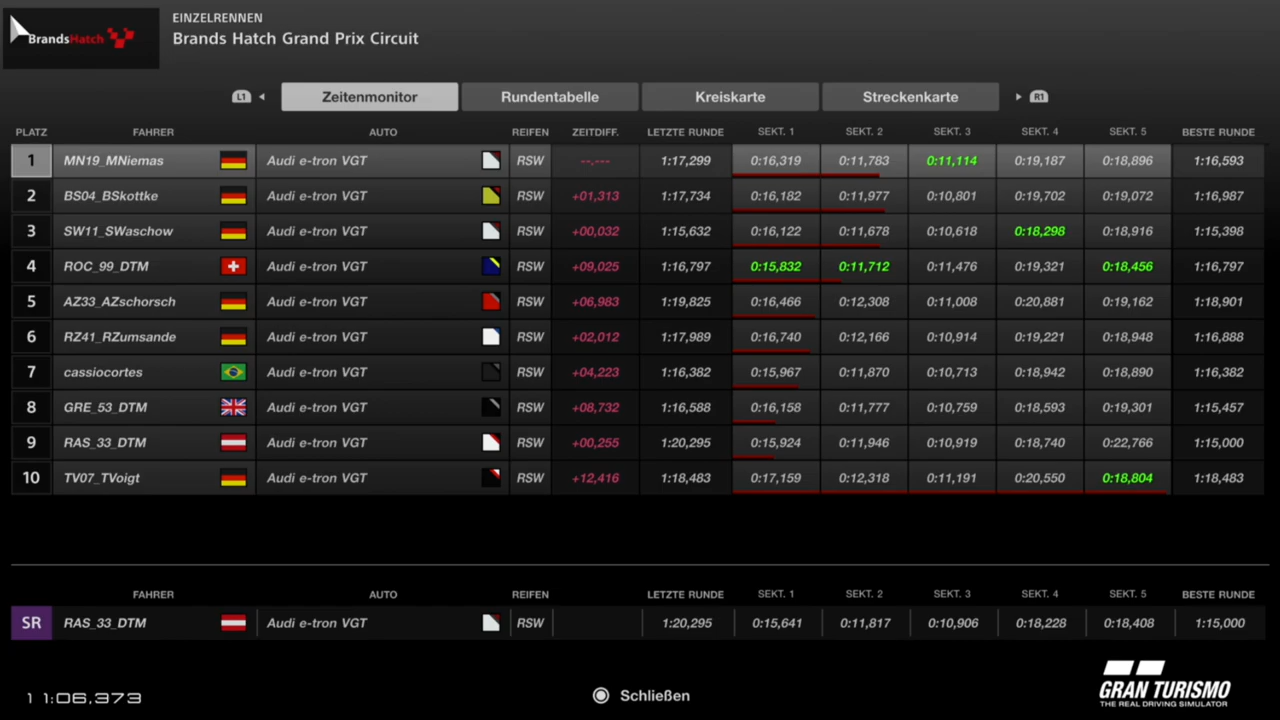 BrandsHatch
EINZELRENNEN
Brands Hatch Grand Prix Circuit
L1 Zeitenmonitor Rundentabelle Kreiskarte Streckenkarte R1
PLATZ FAHRER AUTO REIFEN ZEITDIFF. LETZTE RUNDE SEKT. 1 SEKT. 2 SEKT. 3 SEKT. 4 SEKT. 5 BESTE RUNDE
1 MN19_MNiemas Audi e-tron VGT RSW --,--- 1:17,299 0:16,319 0:11,783 0:11,114 0:19,187 0:18,896 1:16,593
2 BS04_BSkottke Audi e-tron VGT RSW +01,313 1:17,734 0:16,182 0:11,977 0:10,801 0:19,702 0:19,072 1:16,987
3 SW11_SWaschow Audi e-tron VGT RSW +00,032 1:15,632 0:16,122 0:11,678 0:10,618 0:18,298 0:18,916 1:15,398
4 ROC_99_DTM Audi e-tron VGT RSW +09,025 1:16,797 0:15,832 0:11,712 0:11,476 0:19,321 0:18,456 1:16,797
5 AZ33_AZschorsch Audi e-tron VGT RSW +06,983 1:19,825 0:16,466 0:12,308 0:11,008 0:20,881 0:19,162 1:18,901
6 RZ41_RZumsande Audi e-tron VGT RSW +02,012 1:17,989 0:16,740 0:12,166 0:10,914 0:19,221 0:18,948 1:16,888
7 cassiocortes Audi e-tron VGT RSW +04,223 1:16,382 0:15,967 0:11,870 0:10,713 0:18,942 0:18,890 1:16,382
8 GRE_53_DTM Audi e-tron VGT RSW +08,732 1:16,588 0:16,158 0:11,777 0:10,759 0:18,593 0:19,301 1:15,457
9 RAS_33_DTM Audi e-tron VGT RSW +00,255 1:20,295 0:15,924 0:11,946 0:10,919 0:18,740 0:22,766 1:15,000
10 TV07_TVoigt Audi e-tron VGT RSW +12,416 1:18,483 0:17,159 0:12,318 0:11,191 0:20,550 0:18,804 1:18,483
FAHRER AUTO REIFEN LETZTE RUNDE SEKT. 1 SEKT. 2 SEKT. 3 SEKT. 4 SEKT. 5 BESTE RUNDE
SR RAS_33_DTM Audi e-tron VGT RSW 1:20,295 0:15,641 0:11,817 0:10,906 0:18,228 0:18,408 1:15,000
11:06,373 Schließen
GRAN TURISMO
THE REAL DRIVING SIMULATOR